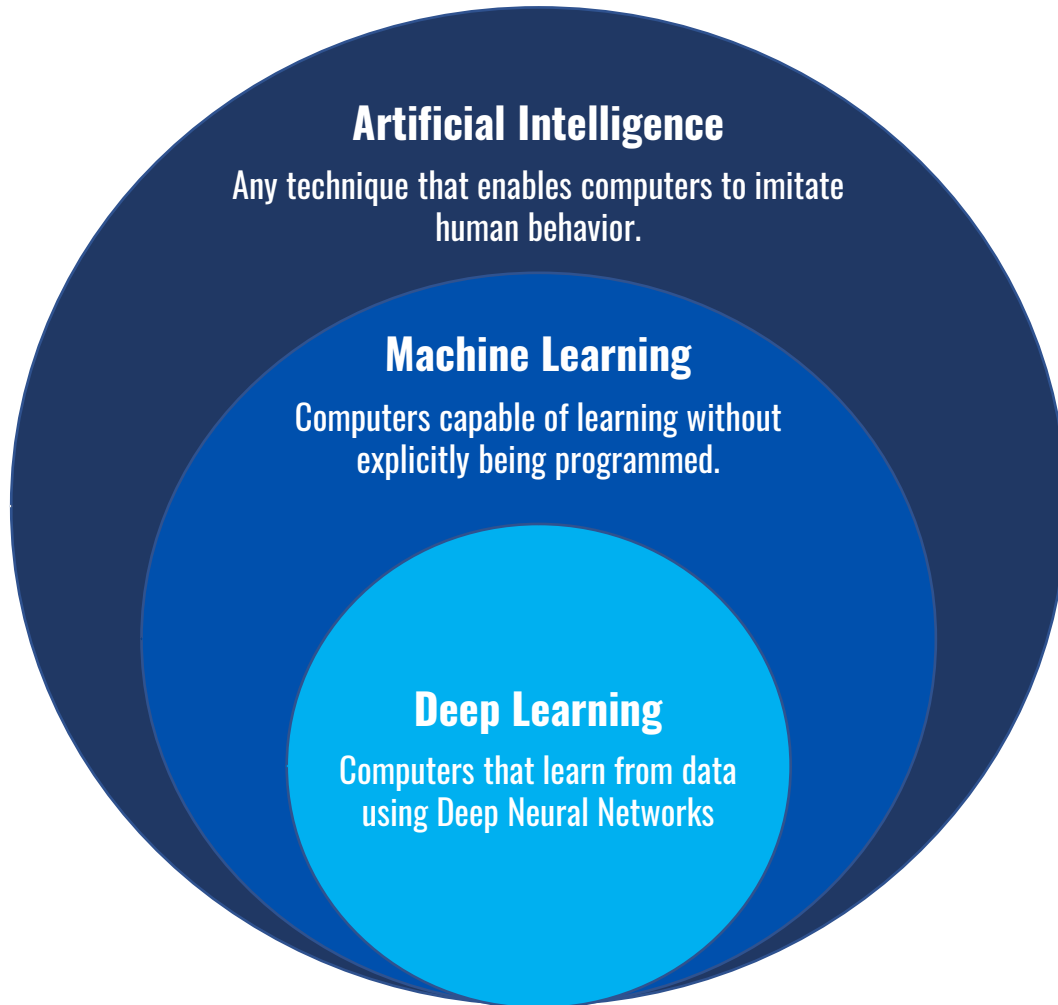 Artificial Intelligence
Any technique that enables computers to imitate
human behavior.
Machine Learning
Computers capable of learning without
explicitly being programmed.
Deep Learning
Computers that learn from data
using Deep Neural Networks